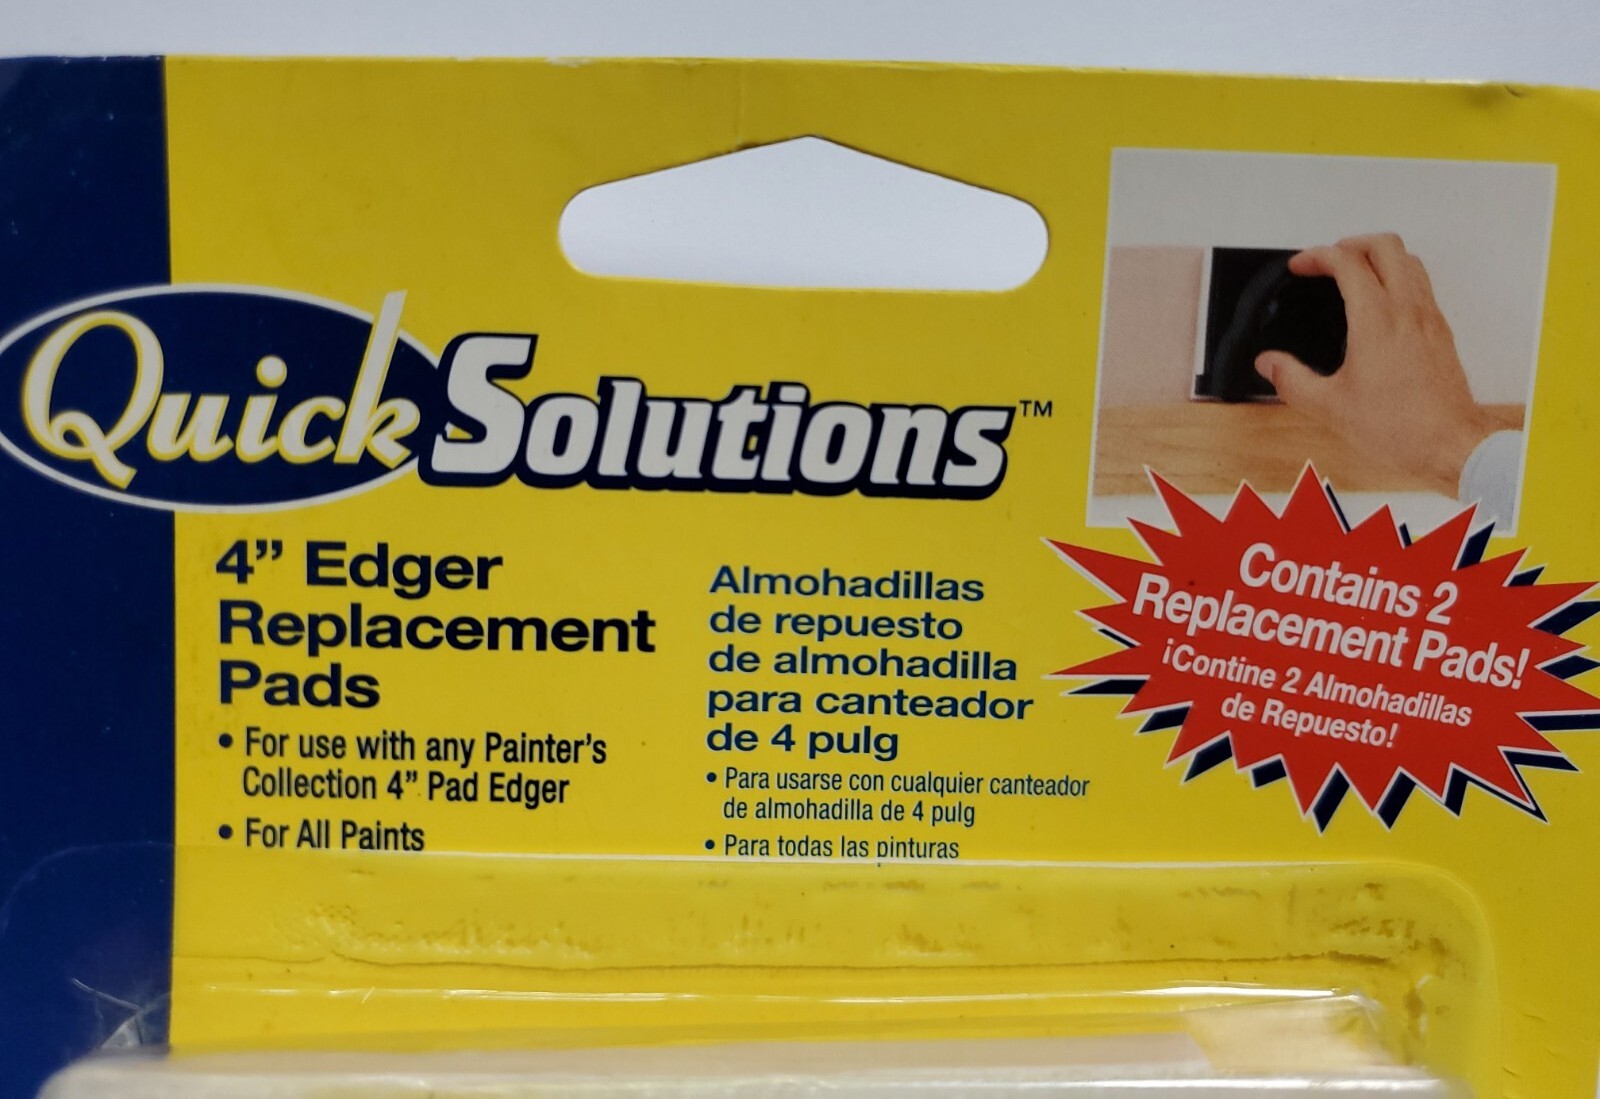 Quick Solutions™
4” Edger
Replacement
Pads
• For use with any Painter's
Collection 4” Pad Edger
• For All Paints
Almohadillas
de repuesto
de almohadilla
para canteador
de 4 pulg
• Para usarse con cualquier canteador
de almohadilla de 4 pulg
• Para todas las pinturas
Contains 2
Replacement Pads!
¡Contine 2 Almohadillas
de Repuesto!